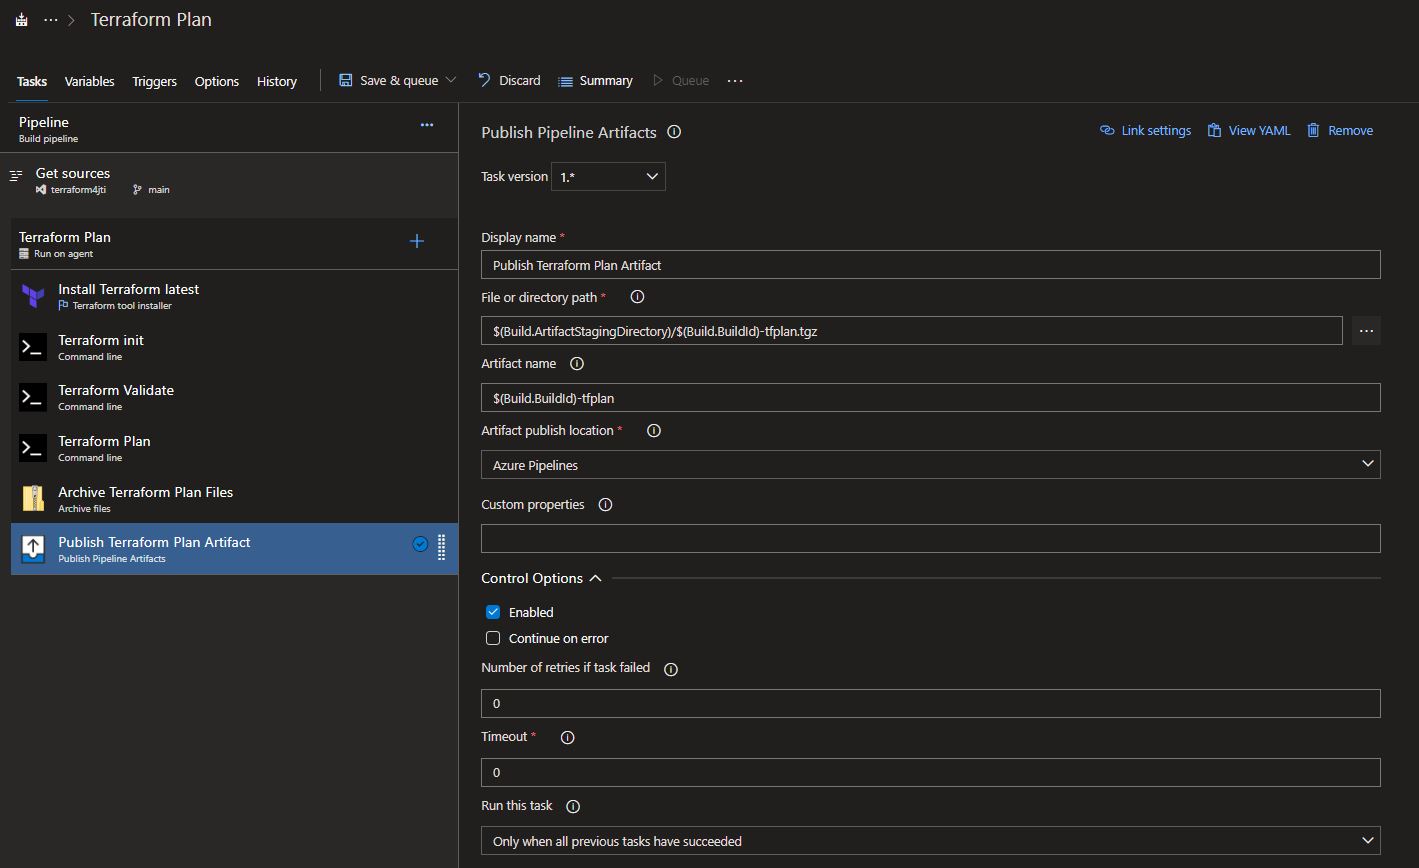 Terraform Plan
Tasks Variables Triggers Options History Save & queue Discard Summary Queue
Pipeline
Build pipeline
Get sources
terraform4jti main
Terraform Plan
Run on agent
Install Terraform latest
Terraform tool installer
Terraform init
Command line
Terraform Validate
Command line
Terraform Plan
Command line
Archive Terraform Plan Files
Archive files
Publish Terraform Plan Artifact
Publish Pipeline Artifacts
Publish Pipeline Artifacts
Link settings View YAML Remove
Task version 1.*
Display name *
Publish Terraform Plan Artifact
File or directory path *
$(Build.ArtifactStagingDirectory)/$(Build.BuildId)-tfplan.tgz
Artifact name
$(Build.BuildId)-tfplan
Artifact publish location *
Azure Pipelines
Custom properties
Control Options
Enabled
Continue on error
Number of retries if task failed
0
Timeout *
0
Run this task
Only when all previous tasks have succeeded